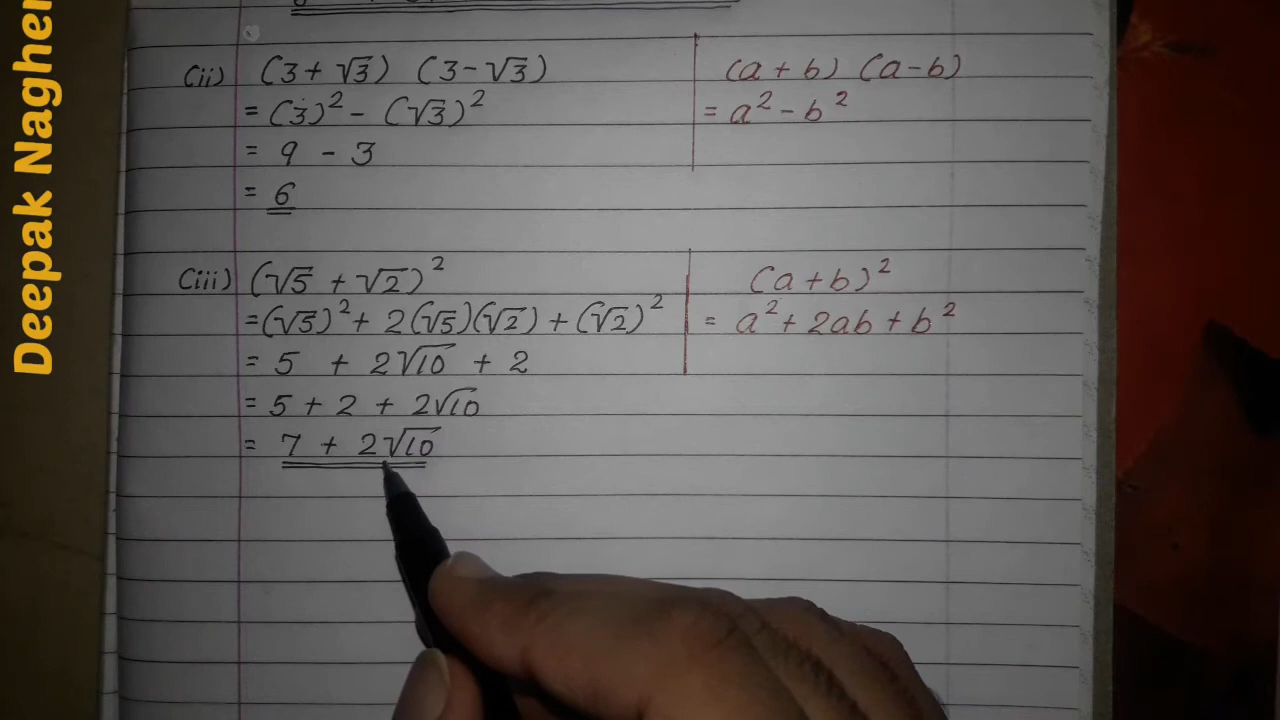 Deepak Naghe
(ii) (3 + √3) (3 - √3)
= (3)² - (√3)²
= 9 - 3
= 6
(a + b) (a - b)
= a² - b²
(iii) (√5 + √2)²
= (√5)² + 2(√5)(√2) + (√2)²
= 5 + 2√10 + 2
= 5 + 2 + 2√10
= 7 + 2√10
(a + b)²
= a² + 2ab + b²